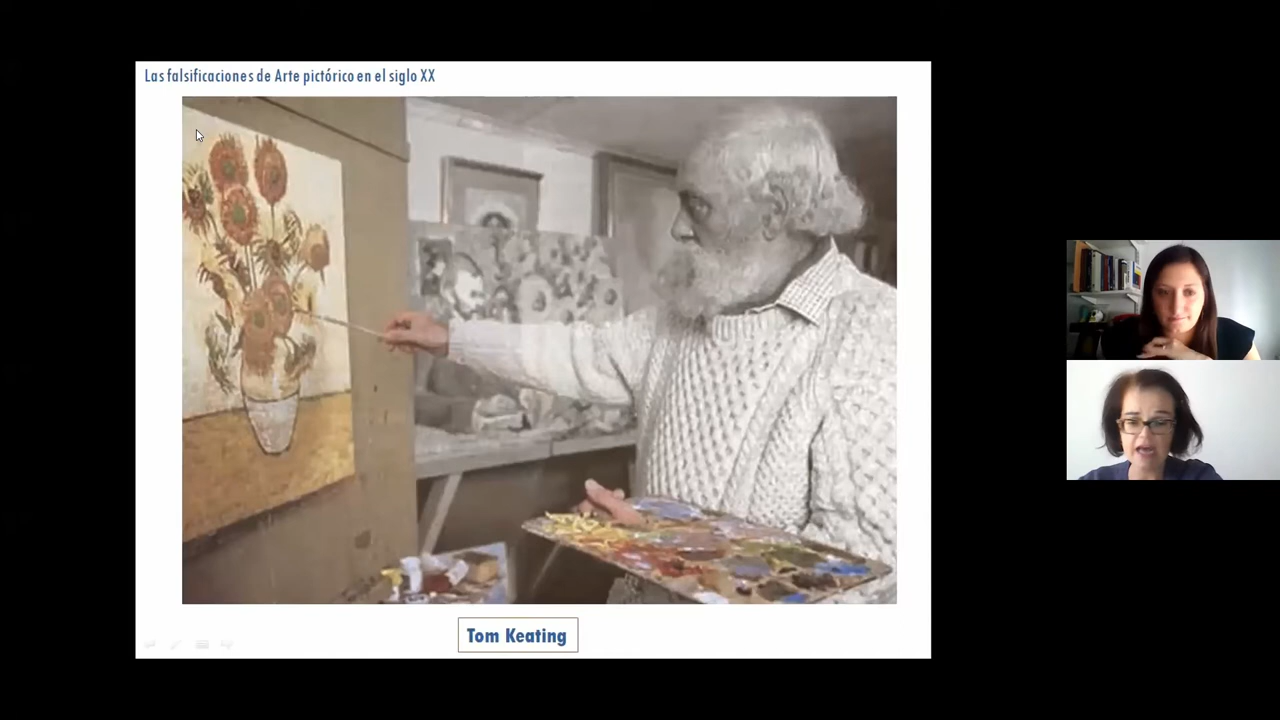 Las falsificaciones de Arte pictórico en el siglo XX
Tom Keating